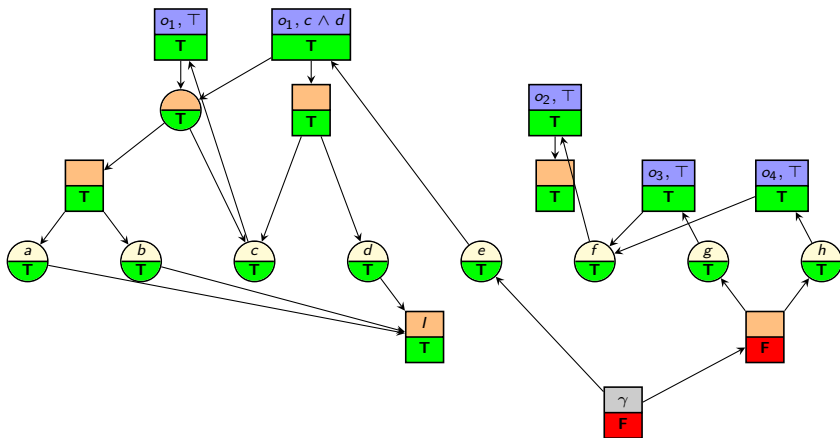 o₁, ⊤ o₁, c ∧ d
T T
o₂, ⊤
T T
T
o₃, ⊤ o₄, ⊤
T T T T
a b c d e f g h
T T T T T T T T
I
T F
γ
F